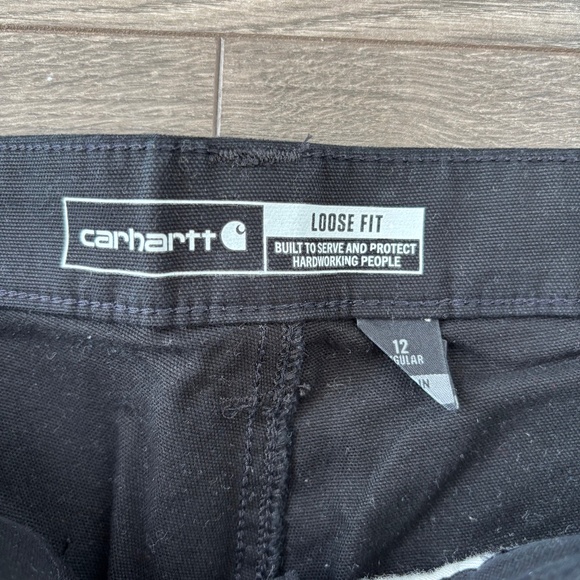 carhartt
LOOSE FIT
BUILT TO SERVE AND PROTECT
HARDWORKING PEOPLE
12